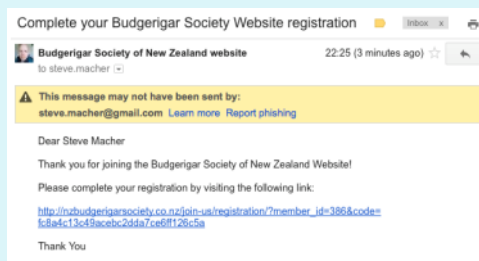 Complete your Budgerigar Society Website registration Inbox x
Budgerigar Society of New Zealand website 22:25 (3 minutes ago)
to steve.macher
This message may not have been sent by:
steve.macher@gmail.com Learn more Report phishing
Dear Steve Macher
Thank you for joining the Budgerigar Society of New Zealand Website!
Please complete your registration by visiting the following link:
http://nzbudgerigarsociety.co.nz/join-us/registration/?member_id=386&code=
fc8a4c13c49acebc2dda7ce6ff126c5a
Thank You